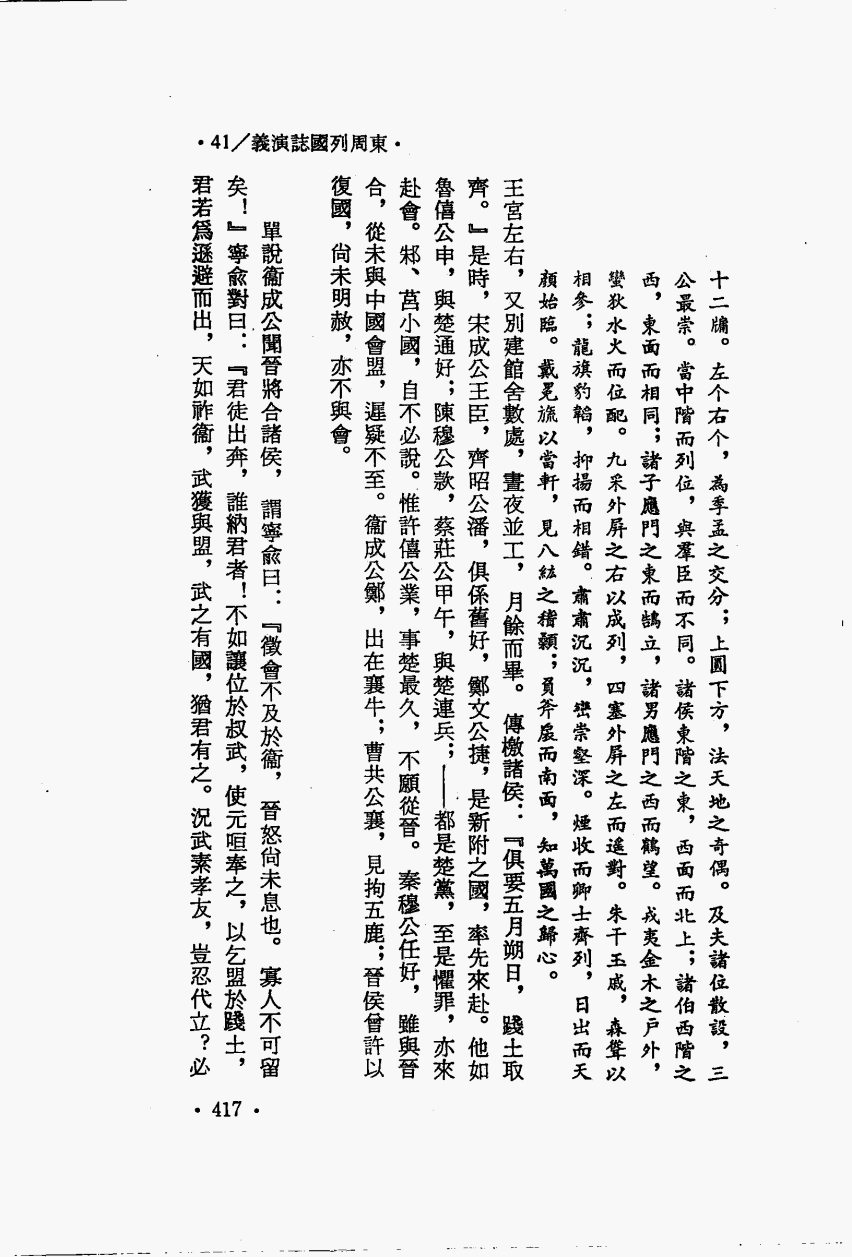 ·東周列國誌演義/41·
十二牖。左个右个，為季孟之交分；上圓下方，法天地之奇偶。及夫諸位散設，三
公最崇。當中階而列位，與羣臣而不同。諸侯東階之東，西面而北上；諸伯西階之
西，東面而相同；諸子應門之東而鵠立，諸男應門之西而鶴望。戎夷金木之戶外，
蠻狄水火而位配。九采外屏之右以成列，四塞外屏之左而遙對。朱干玉戚，森聳以
相參；龍旗豹韜，抑揚而相錯。肅肅沉沉，巒崇壑深。煙收而卿士齊列，日出而天
顏始臨。戴冕旒以當軒，見八紘之稽顙；負斧扆而南面，知萬國之歸心。
王宮左右，又別建館舍數處，晝夜並工，月餘而畢。傳檄諸侯：『俱要五月朔日，踐土取
齊。』是時，宋成公王臣，齊昭公潘，俱係舊好，鄭文公捷，是新附之國，率先來赴。他如
魯僖公申，與楚通好；陳穆公款，蔡莊公甲午，與楚連兵；——都是楚黨，至是懼罪，亦來
赴會。邾、莒小國，自不必說。惟許僖公業，事楚最久，不願從晉。秦穆公任好，雖與晉
合，從未與中國會盟，遲疑不至。衞成公鄭，出在襄牛；曹共公襄，見拘五鹿；晉侯曾許以
復國，尙未明赦，亦不與會。
單說衞成公聞晉將合諸侯，謂寧兪曰：『徵會不及於衞，晉怒尙未息也。寡人不可留
矣！』寧兪對曰：『君徒出奔，誰納君者！不如讓位於叔武，使元咺奉之，以乞盟於踐土，
君若爲遜避而出，天如祚衞，武獲與盟，武之有國，猶君有之。況武素孝友，豈忍代立？必
·417·